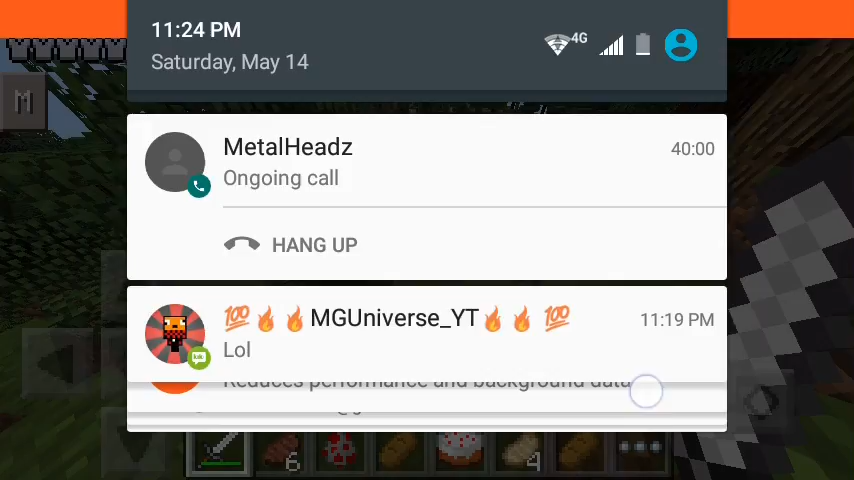 11:24 PM
Saturday, May 14
4G
M
MetalHeadz
40:00
Ongoing call
HANG UP
💯🔥🔥MGUniverse_YT🔥🔥💯
11:19 PM
kik
Lol
Reduces performance and background data
6
4